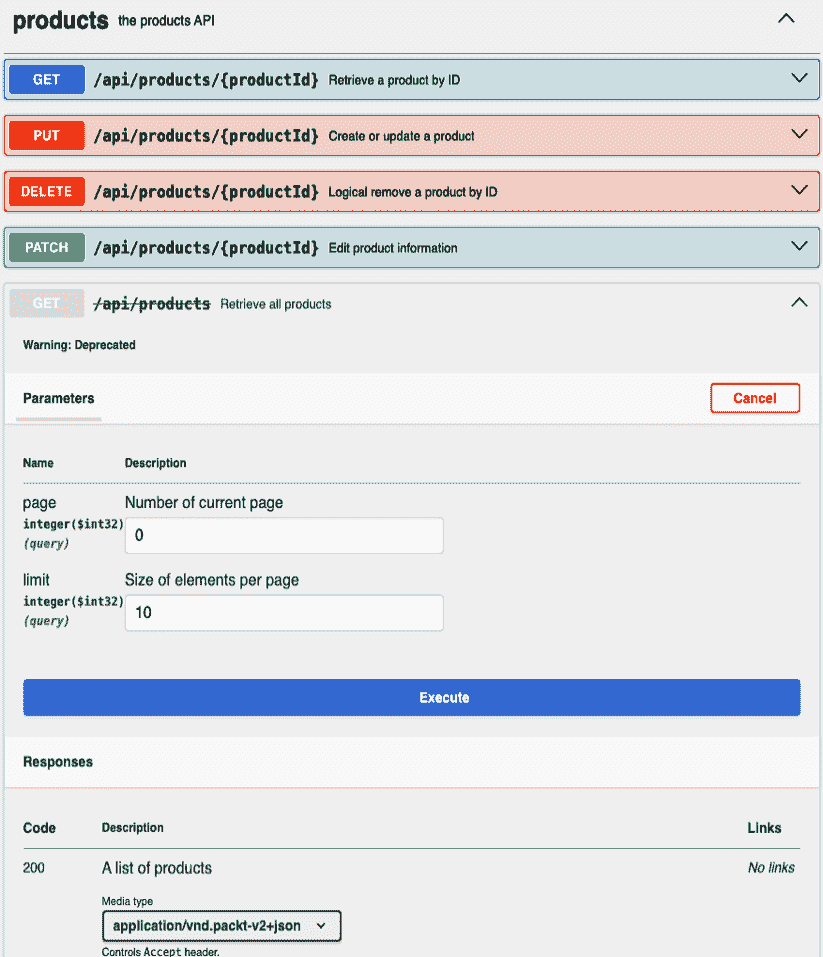 products the products API
GET /api/products/{productId} Retrieve a product by ID
PUT /api/products/{productId} Create or update a product
DELETE /api/products/{productId} Logical remove a product by ID
PATCH /api/products/{productId} Edit product information
GET /api/products Retrieve all products
Warning: Deprecated
Parameters Cancel
Name Description
page Number of current page
integer($int32) 0
(query)
limit Size of elements per page
integer($int32) 10
(query)
Execute
Responses
Code Description Links
200 A list of products No links
Media type
application/vnd.packt-v2+json
Controls Accept header.